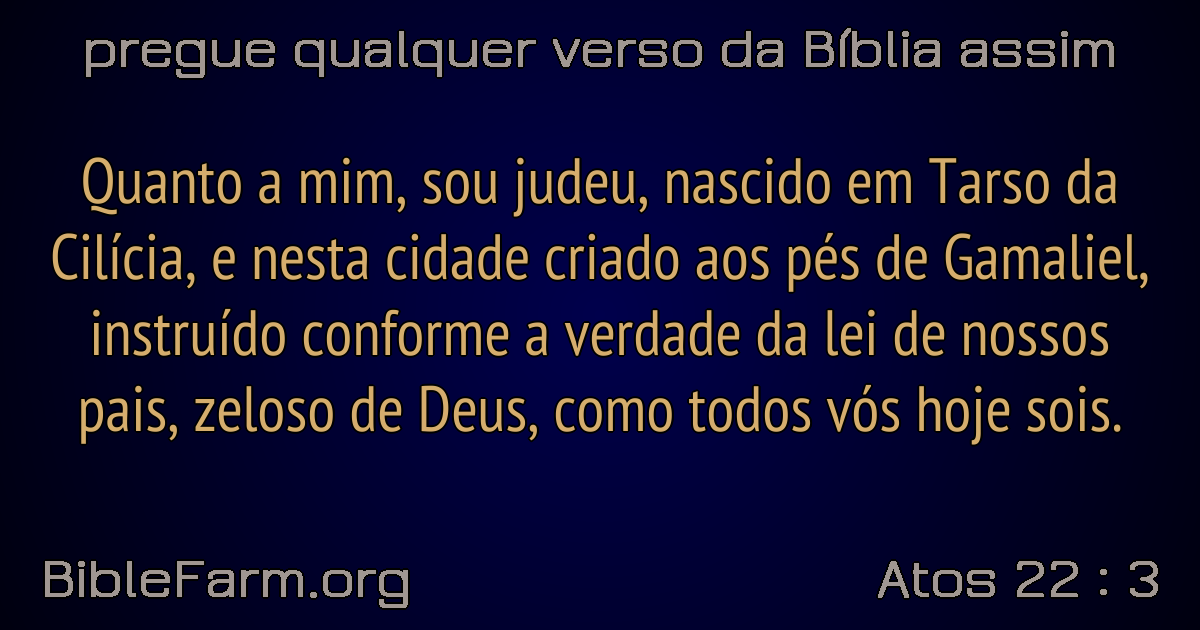 pregue qualquer verso da Bíblia assim
Quanto a mim, sou judeu, nascido em Tarso da
Cilícia, e nesta cidade criado aos pés de Gamaliel,
instruído conforme a verdade da lei de nossos
pais, zeloso de Deus, como todos vós hoje sois.
BibleFarm.org
Atos 22 : 3